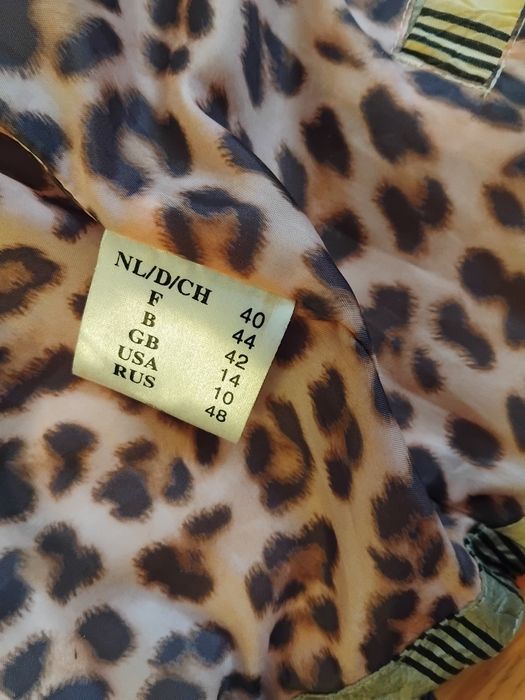 NL/D/CH 40
F 44
B 42
GB 14
USA 10
RUS 48